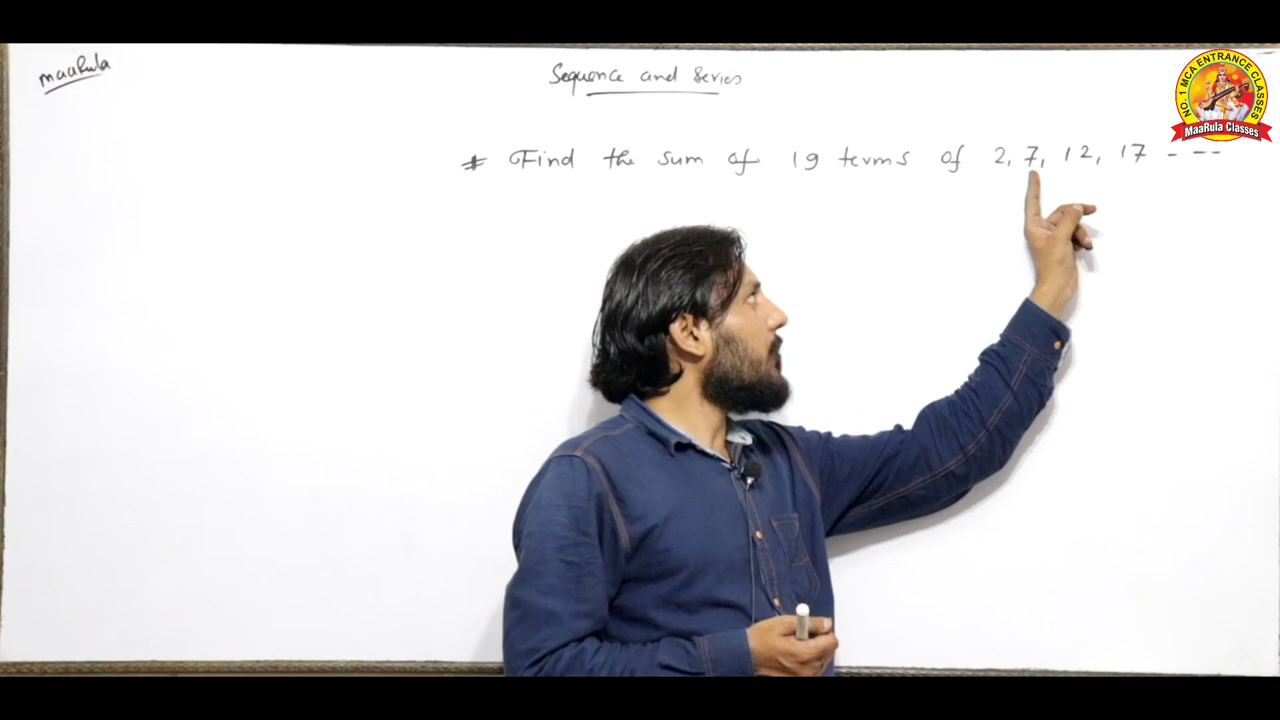 maaRula
Sequence and Series
# Find the sum of 19 terms of 2, 7, 12, 17 - --
NO. 1 MCA ENTRANCE CLASSES
MaaRula Classes